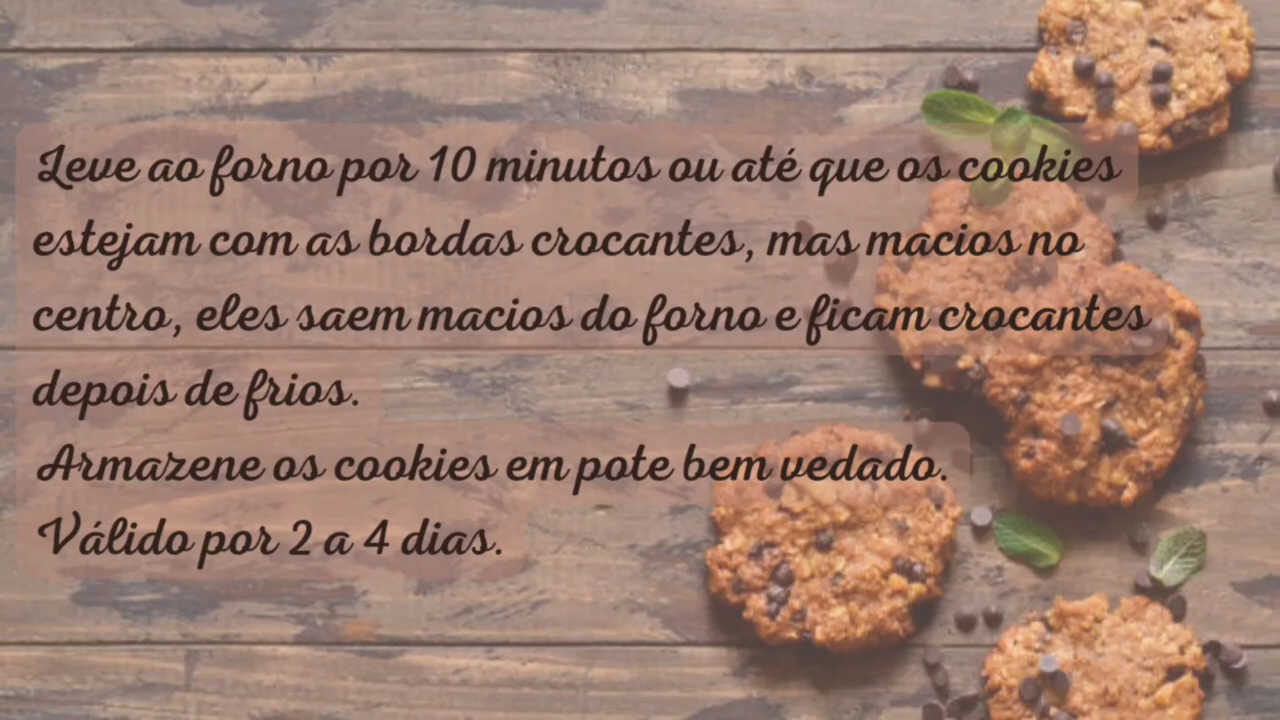 Leve ao forno por 10 minutos ou até que os cookies
estejam com as bordas crocantes, mas macios no
centro, eles saem macios do forno e ficam crocantes
depois de frios.
Armazene os cookies em pote bem vedado.
Válido por 2 a 4 dias.